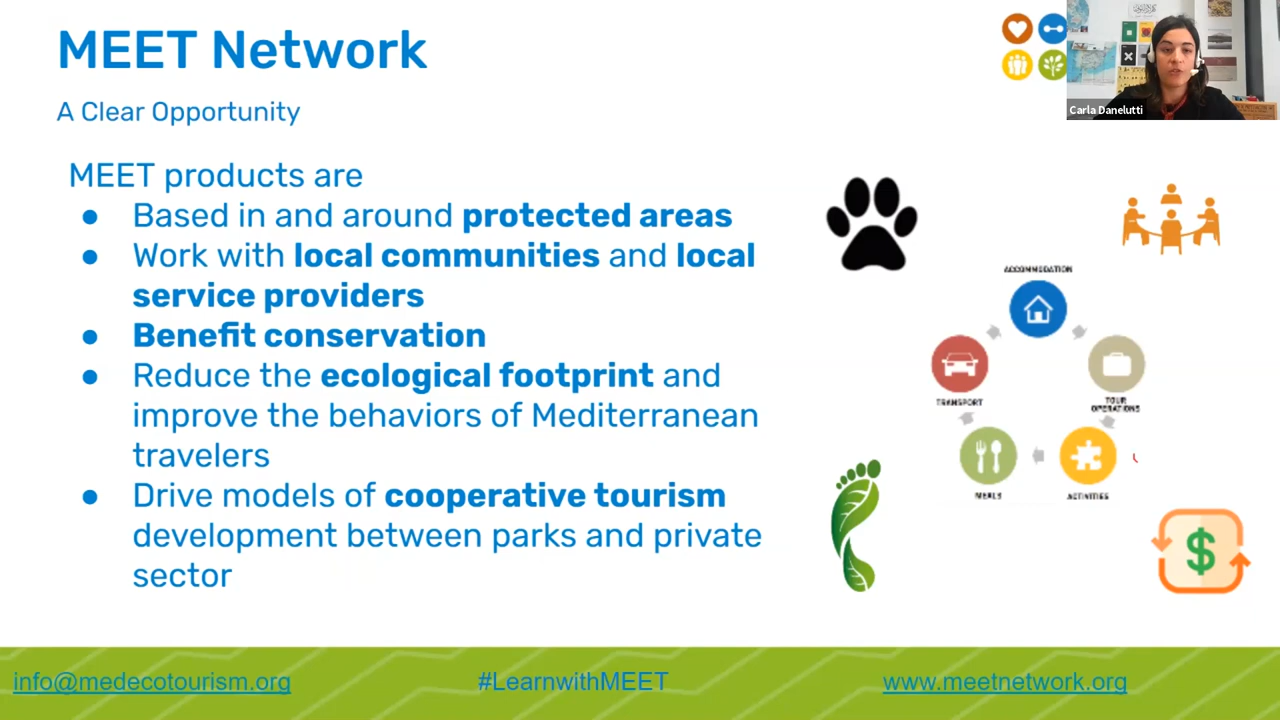 MEET Network
A Clear Opportunity
Carla Danelutti
MEET products are
● Based in and around protected areas
● Work with local communities and local
service providers
● Benefit conservation
● Reduce the ecological footprint and
improve the behaviors of Mediterranean
travelers
● Drive models of cooperative tourism
development between parks and private
sector
ACCOMMODATION
TRANSPORT
TOUR
OPERATIONS
MEALS
ACTIVITIES
info@medecotourism.org
#LearnwithMEET
www.meetnetwork.org